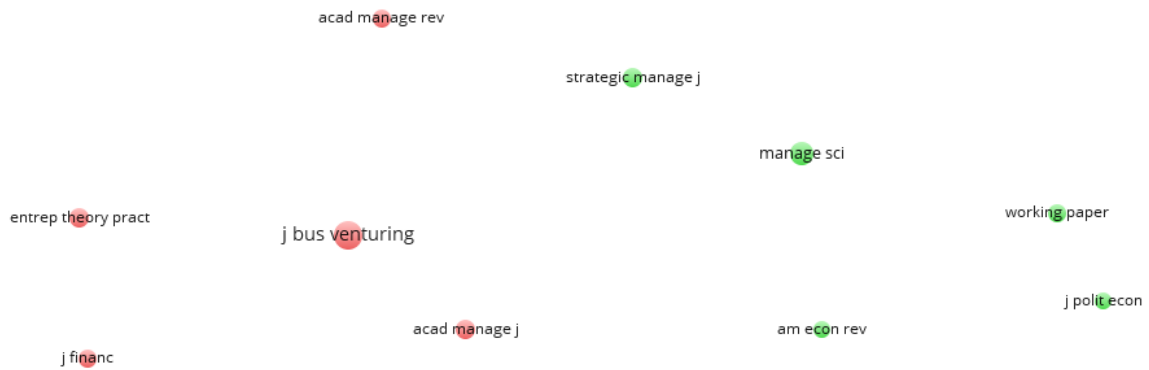 acad manage rev
strategic manage j
manage sci
working paper
entrep theory pract
j bus venturing
j polit econ
acad manage j
am econ rev
j financ